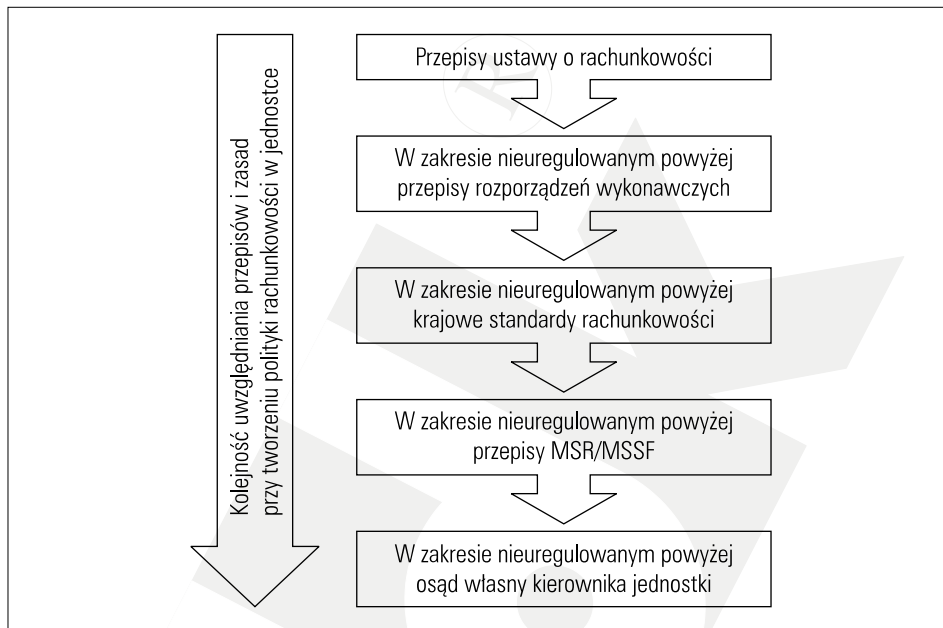 Kolejność uwzględniania przepisów i zasad
przy tworzeniu polityki rachunkowości w jednostce
Przepisy ustawy o rachunkowości
W zakresie nieuregulowanym powyżej
przepisy rozporządzeń wykonawczych
W zakresie nieuregulowanym powyżej
krajowe standardy rachunkowości
W zakresie nieuregulowanym powyżej
przepisy MSR/MSSF
W zakresie nieuregulowanym powyżej
osąd własny kierownika jednostki
R